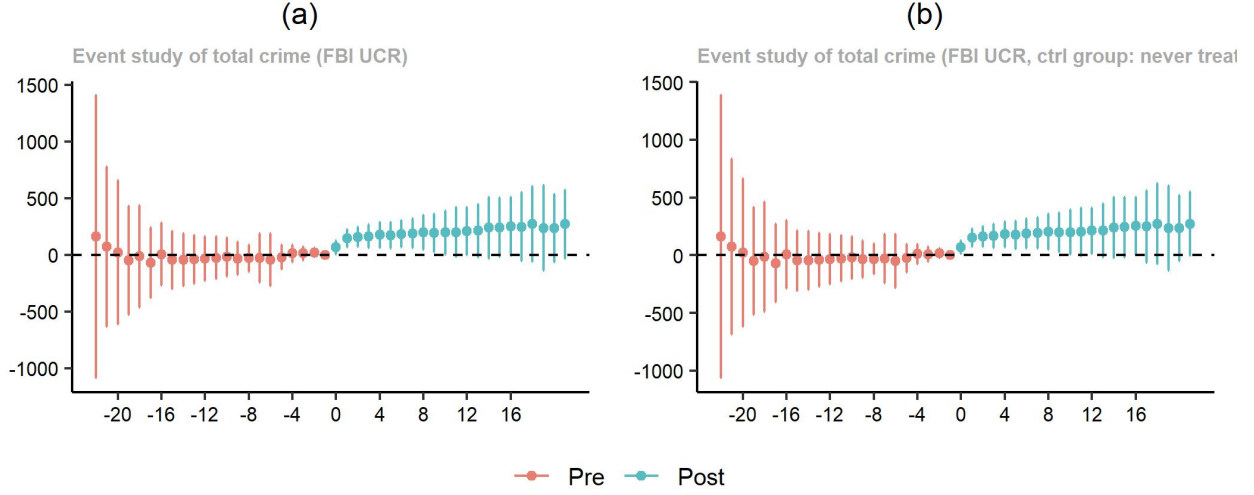 (a) (b)
Event study of total crime (FBI UCR) Event study of total crime (FBI UCR, ctrl group: never treat
1500 1500
1000 1000
500 500
0 0
-500 -500
-1000 -1000
-20 -16 -12 -8 -4 0 4 8 12 16 -20 -16 -12 -8 -4 0 4 8 12 16
Pre Post